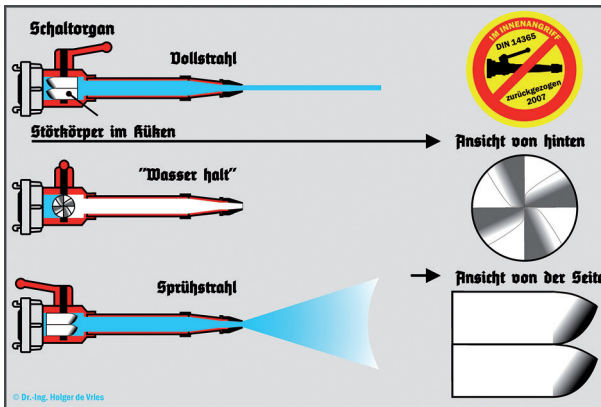 Schaltorgan
Vollstrahl
IM INNENANGRIFF
DIN 14365
zurückgezogen
2007
Störkörper im Küken
Ansicht von hinten
"Wasser halt"
Sprühstrahl
Ansicht von der Seite
© Dr.-Ing. Holger de Vries